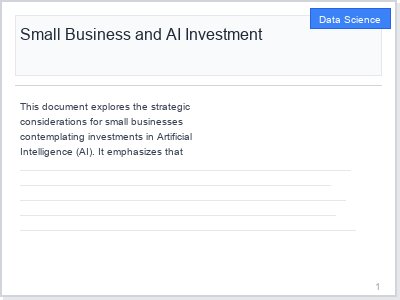 Data Science
Small Business and AI Investment
This document explores the strategic
considerations for small businesses
contemplating investments in Artificial
Intelligence (AI). It emphasizes that
1